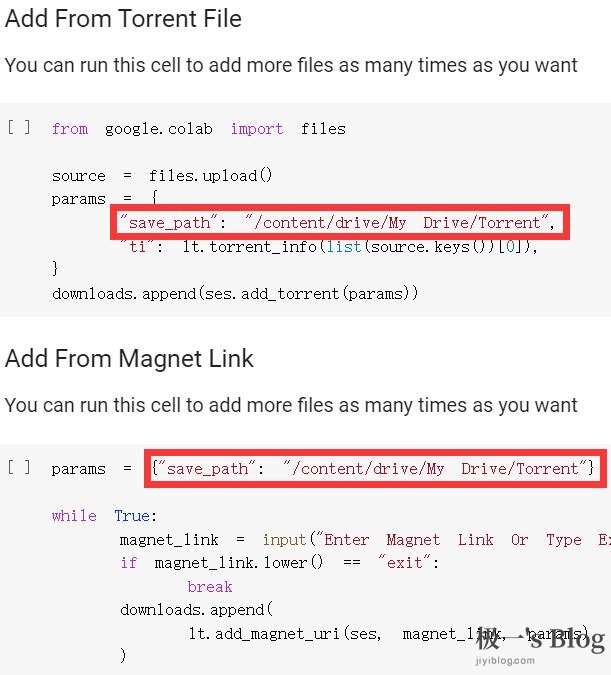 Add From Torrent File
You can run this cell to add more files as many times as you want
[ ] from google.colab import files
source = files.upload()
params = {
"save_path": "/content/drive/My Drive/Torrent",
"ti": lt.torrent_info(list(source.keys())[0]),
}
downloads.append(ses.add_torrent(params))
Add From Magnet Link
You can run this cell to add more files as many times as you want
[ ] params = {"save_path": "/content/drive/My Drive/Torrent"}
while True:
magnet_link = input("Enter Magnet Link Or Type Ex
if magnet_link.lower() == "exit":
break
downloads.append(
lt.add_magnet_uri(ses, magnet_link, params)
)
极一's Blog
jiyiblog.com